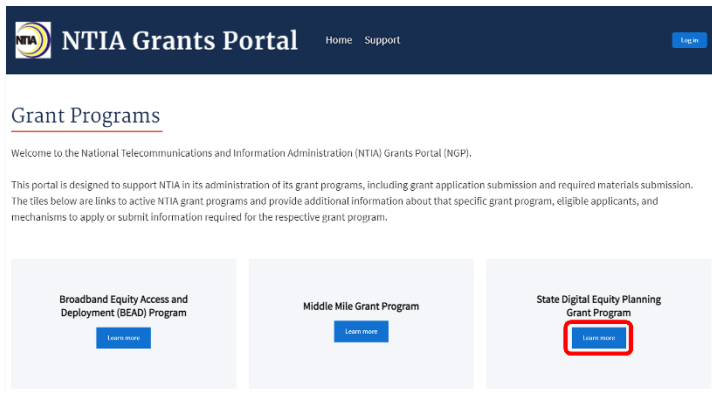 NTIA NTIA Grants Portal Home Support Log in
Grant Programs
Welcome to the National Telecommunications and Information Administration (NTIA) Grants Portal (NGP).
This portal is designed to support NTIA in its administration of its grant programs, including grant application submission and required materials submission.
The tiles below are links to active NTIA grant programs and provide additional information about that specific grant program, eligible applicants, and
mechanisms to apply or submit information required for the respective grant program.
Broadband Equity Access and
Deployment (BEAD) Program
Learn more
Middle Mile Grant Program
Learn more
State Digital Equity Planning
Grant Program
Learn more